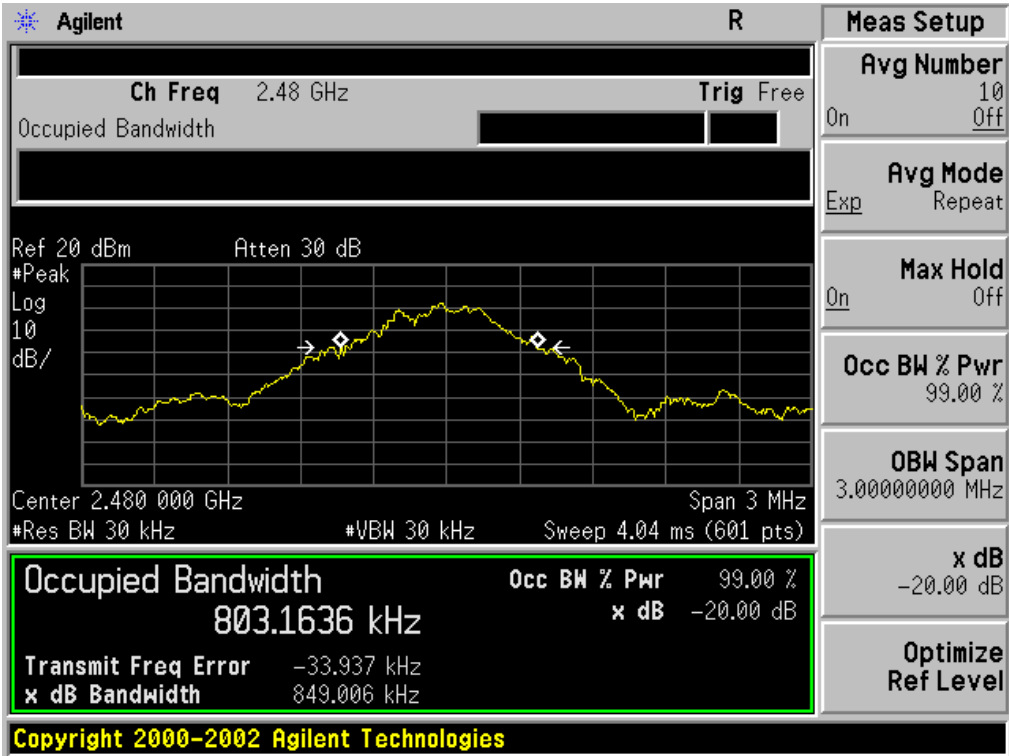 Agilent R
Ch Freq 2.48 GHz Trig Free
Occupied Bandwidth
Ref 20 dBm Atten 30 dB
#Peak
Log
10
dB/
Center 2.480 000 GHz Span 3 MHz
#Res BW 30 kHz #VBW 30 kHz Sweep 4.04 ms (601 pts)
Occupied Bandwidth
803.1636 kHz
Occ BW % Pwr 99.00 %
x dB -20.00 dB
Transmit Freq Error -33.937 kHz
x dB Bandwidth 849.006 kHz
Copyright 2000-2002 Agilent Technologies
Meas Setup
Avg Number
10
On Off
Avg Mode
Exp Repeat
Max Hold
On Off
Occ BW % Pwr
99.00 %
OBW Span
3.00000000 MHz
x dB
-20.00 dB
Optimize
Ref Level